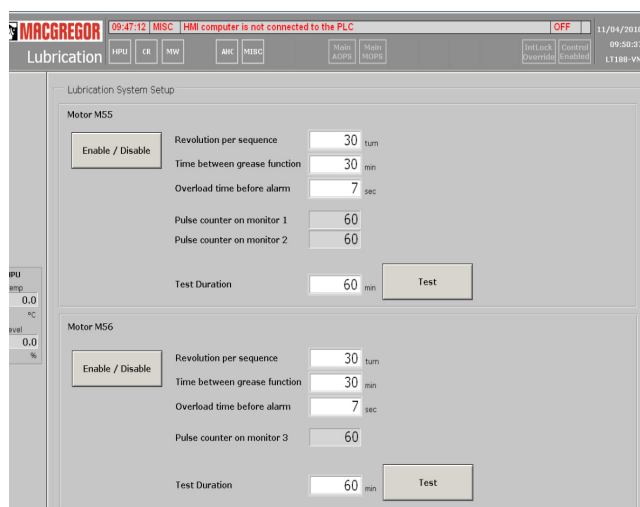 MACGREGOR
09:47:12 MISC HMI computer is not connected to the PLC OFF
11/04/201
Lubrication
HPU CR MW AHC MISC
Main AOPS
Main MOPS
IntLock Override
Control Enabled
09:50:3
LT180-VM
Lubrication System Setup
Motor M55
Enable / Disable
Revolution per sequence 30 turn
Time between grease function 30 min
Overload time before alarm 7 sec
Pulse counter on monitor 1 60
Pulse counter on monitor 2 60
Test Duration 60 min Test
HPU
emp
0.0
°C
evel
0.0
%
Motor M56
Enable / Disable
Revolution per sequence 30 turn
Time between grease function 30 min
Overload time before alarm 7 sec
Pulse counter on monitor 3 60
Test Duration 60 min Test